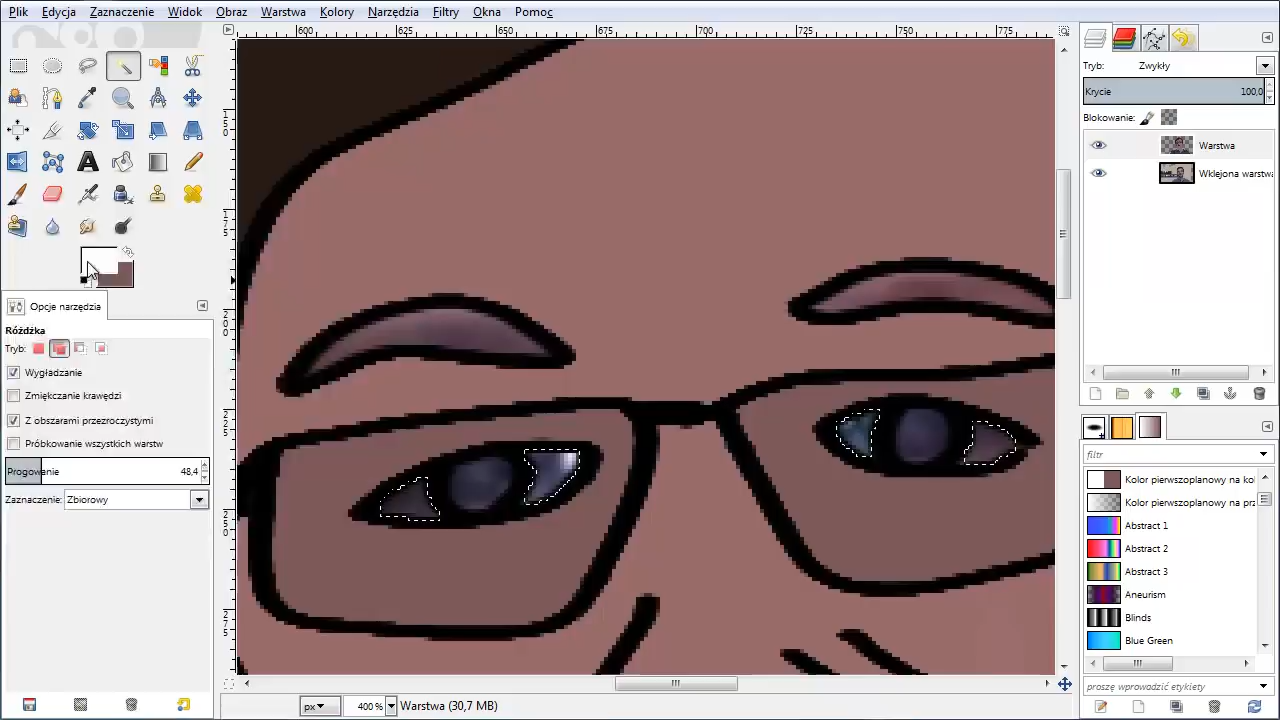 Plik Edycja Zaznaczenie Widok Obraz Warstwa Kolory Narzędzia Filtry Okna Pomoc
600 625 650 675 700 725 750 775
Tryb: Zwykły
Krycie 100,0
Blokowanie:
Warstwa
Wklejona warstwa
Opcje narzędzia
Różdżka
Tryb:
Wygładzanie
Zmiękczanie krawędzi
Z obszarami przezroczystymi
Próbkowanie wszystkich warstw
Progowanie 48,4
Zaznaczenie: Zbiorowy
filtr
Kolor pierwszoplanowy na ko
Kolor pierwszoplanowy na prz
Abstract 1
Abstract 2
Abstract 3
Aneurism
Blinds
Blue Green
proszę wprowadzić etykiety
px 400 % Warstwa (30,7 MB)